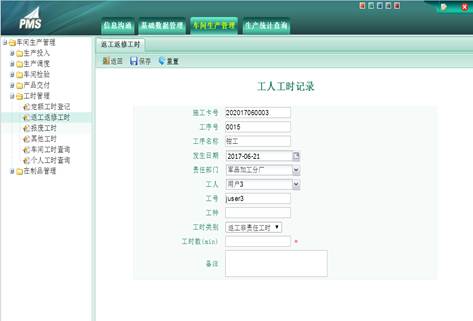 PMS
信息沟通 基础数据管理 车间生产管理 生产统计查询
车间生产管理
生产投入
生产调度
车间检验
产品交付
工时管理
定额工时登记
返工返修工时
报废工时
其他工时
车间工时查询
个人工时查询
在制品管理
返工返修工时
返回 保存 重置
工人工时记录
施工卡号 202017060003
工序号 0015
工序名称 钳工
发生日期 2017-06-21
责任部门 军品加工分厂
工人 用户3
工号 juser3
工种
工时类别 返工非责任工时
工时数(min) *
备注